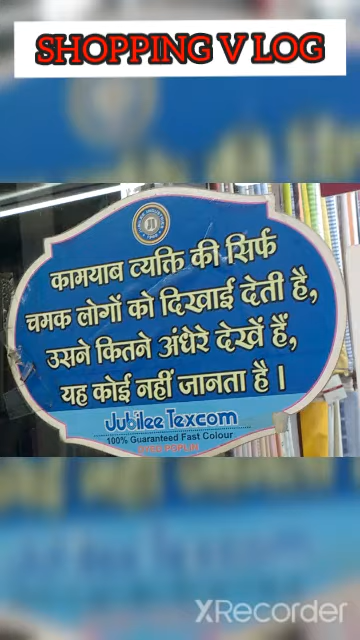 SHOPPING V LOG
कामयाब व्यक्ति की सिर्फ
चमक लोगों को दिखाई देती है,
उसने कितने अंधेरे देखें हैं,
यह कोई नहीं जानता है।
Jubilee Texcom
100% Guaranteed Fast Colour
XRecorder